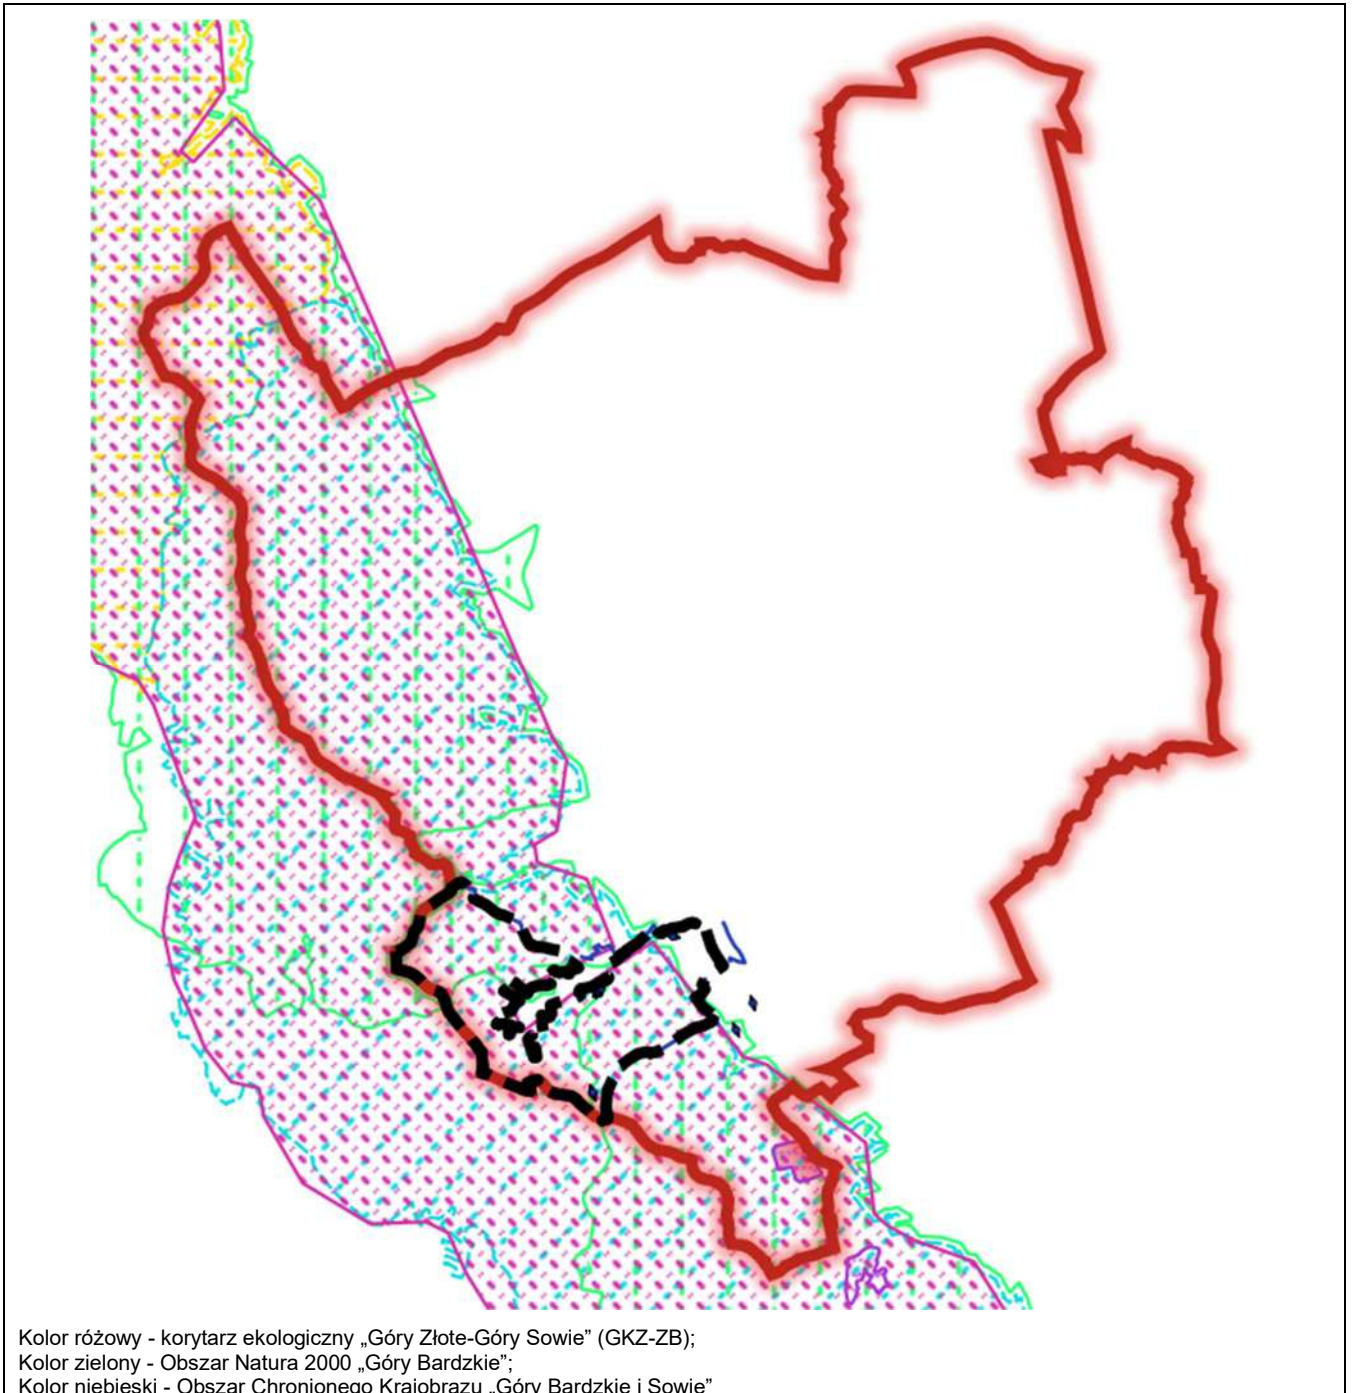 Kolor różowy - korytarz ekologiczny „Góry Złote-Góry Sowie” (GKZ-ZB);
Kolor zielony - Obszar Natura 2000 „Góry Bardzkie”;
Kolor niebieski - Obszar Chronionego Krajobrazu „Góry Bardzkie i Sowie”